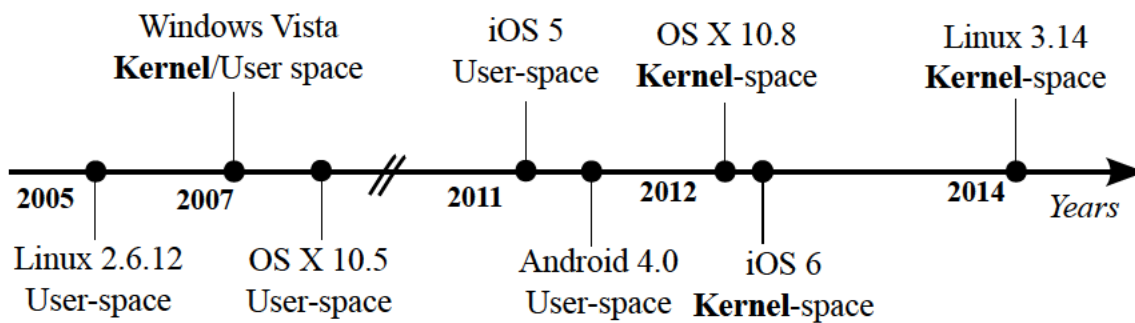 Windows Vista
Kernel/User space
iOS 5
User-space
OS X 10.8
Kernel-space
Linux 3.14
Kernel-space
2005
2007
2011
2012
2014
Years
Linux 2.6.12
User-space
OS X 10.5
User-space
Android 4.0
User-space
iOS 6
Kernel-space